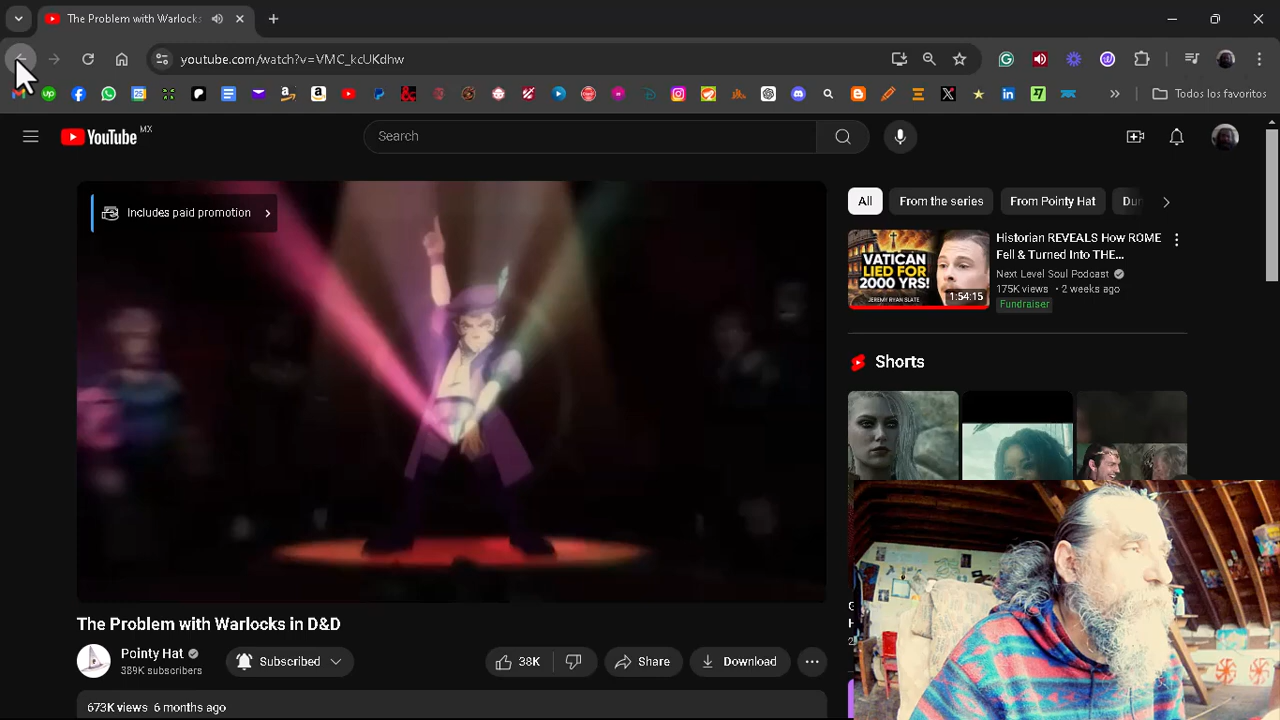 The Problem with Warlocks
youtube.com/watch?v=VMC_kcUKdhw
Todos los favoritos
YouTube MX
Search
Includes paid promotion
All
From the series
From Pointy Hat
Historian REVEALS How ROME
Fell & Turned Into THE...
Next Level Soul Podcast
175K views • 2 weeks ago
Fundraiser
VATICAN
LIED FOR
2000 YRS!
JEREMY RYAN SLATE
1:54:15
Shorts
The Problem with Warlocks in D&D
Pointy Hat
389K subscribers
Subscribed
38K
Share
Download
673K views 6 months ago